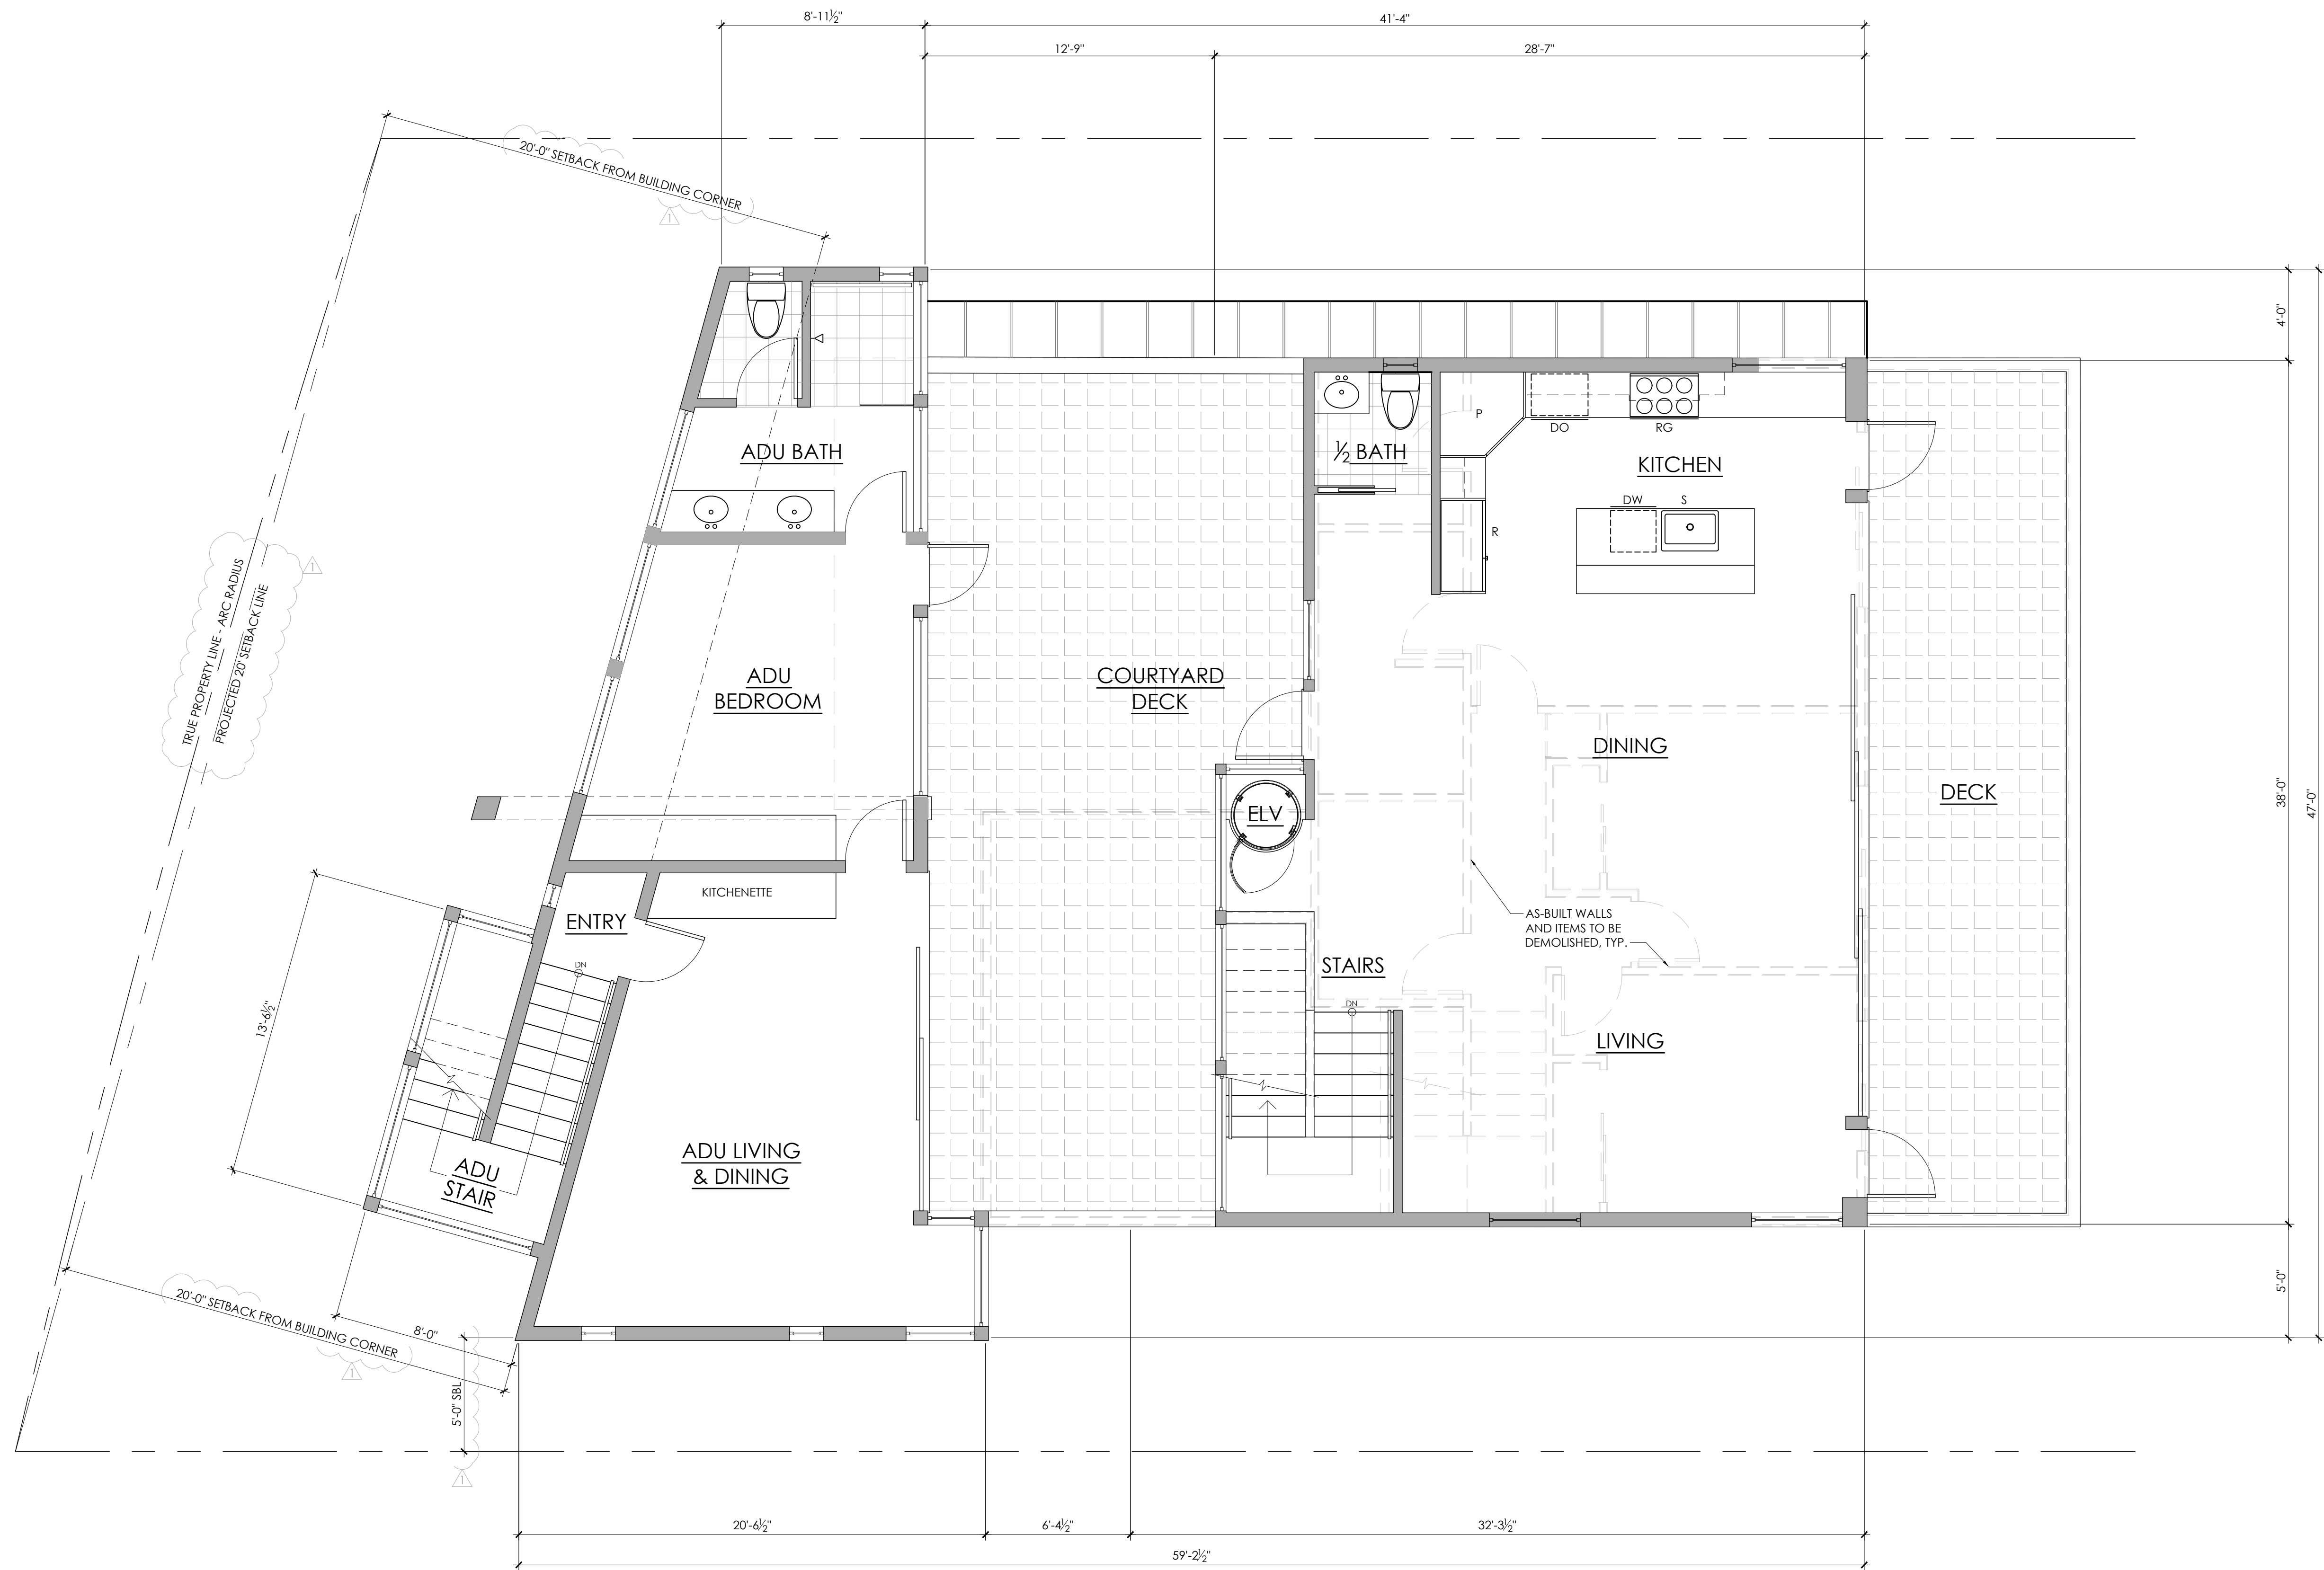 8'-11½"
41'-4"
12'-9"
28'-7"
20'-0" SETBACK FROM BUILDING CORNER
1
4'-0"
P
DO
RG
ADU BATH
½ BATH
KITCHEN
DW
S
R
TRUE PROPERTY LINE - ARC RADIUS
PROJECTED 20' SETBACK LINE
1
ADU
BEDROOM
COURTYARD
DECK
DINING
DECK
38'-0"
47'-0"
ELV
KITCHENETTE
ENTRY
AS-BUILT WALLS
AND ITEMS TO BE
DEMOLISHED, TYP.
DN
STAIRS
DN
13'-6½"
LIVING
ADU LIVING
& DINING
ADU
STAIR
5'-0"
20'-0" SETBACK FROM BUILDING CORNER
8'-0"
1
5'-0" SBL
1
20'-6½"
6'-4½"
32'-3½"
59'-2½"